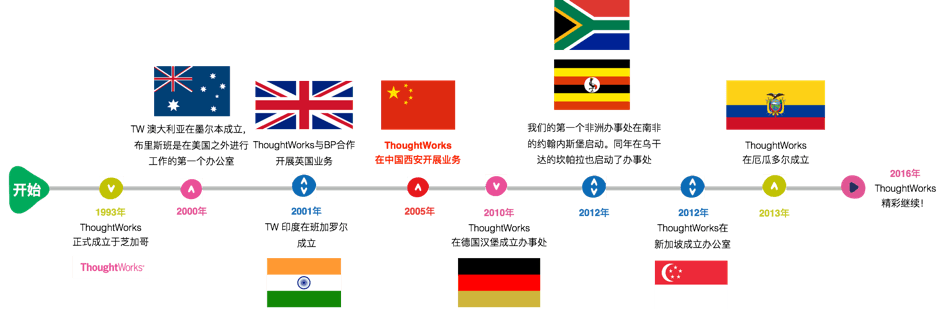 开始
1993年
ThoughtWorks
正式成立于芝加哥
ThoughtWorks®
TW 澳大利亚在墨尔本成立,
布里斯班是在美国之外进行
工作的第一个办公室
2000年
ThoughtWorks与BP合作
开展英国业务
2001年
TW 印度在班加罗尔
成立
ThoughtWorks
在中国西安开展业务
2005年
2010年
ThoughtWorks
在德国汉堡成立办事处
我们的第一个非洲办事处在南非
的约翰内斯堡启动。同年在乌干
达的坎帕拉也启动了办事处
2012年
2012年
ThoughtWorks在
新加坡成立办公室
ThoughtWorks
在厄瓜多尔成立
2013年
2016年
ThoughtWorks
精彩继续!